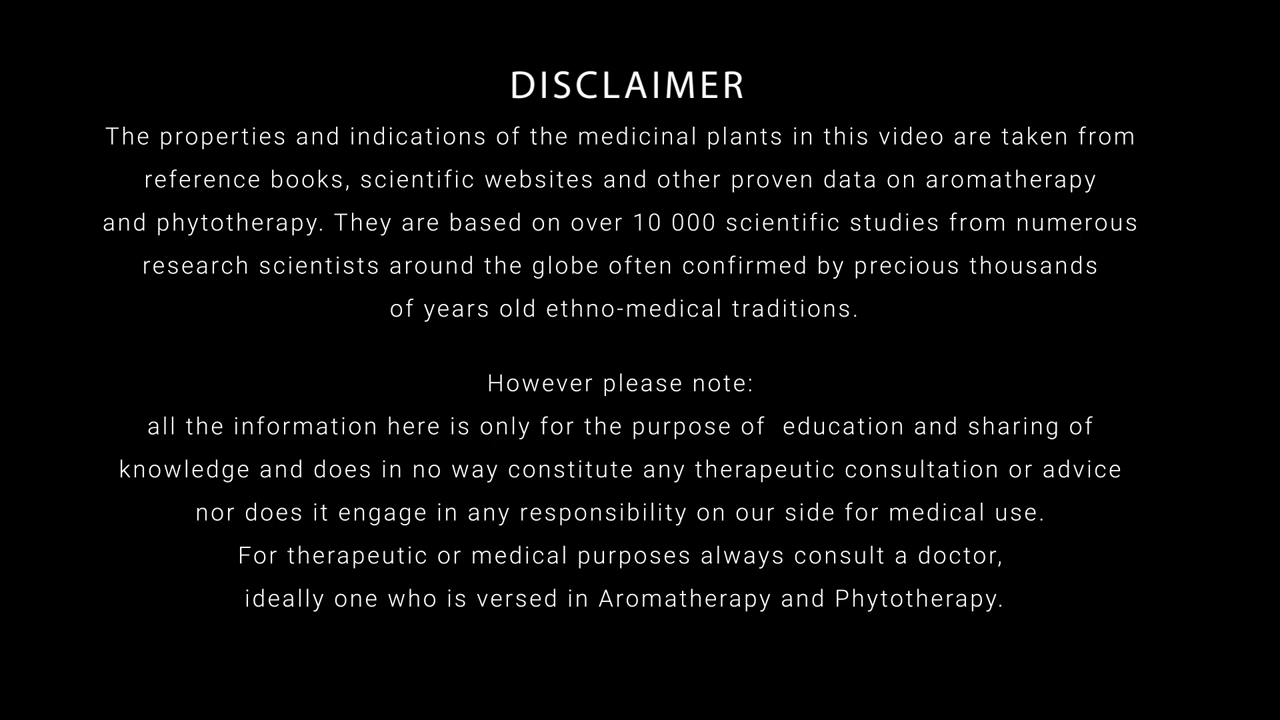 DISCLAIMER
The properties and indications of the medicinal plants in this video are taken from
reference books, scientific websites and other proven data on aromatherapy
and phytotherapy. They are based on over 10 000 scientific studies from numerous
research scientists around the globe often confirmed by precious thousands
of years old ethno-medical traditions.
However please note:
all the information here is only for the purpose of  education and sharing of
knowledge and does in no way constitute any therapeutic consultation or advice
nor does it engage in any responsibility on our side for medical use.
For therapeutic or medical purposes always consult a doctor,
ideally one who is versed in Aromatherapy and Phytotherapy.